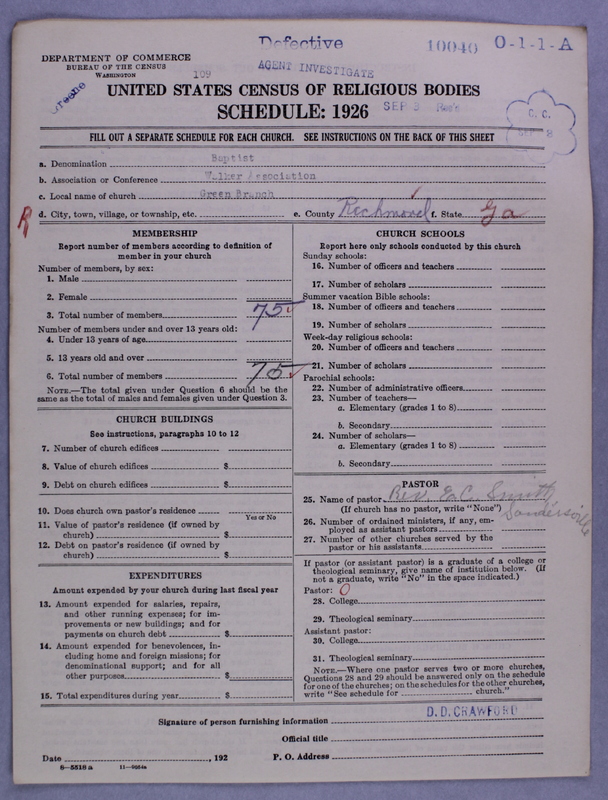 Defective
10040
O-1-1-A
DEPARTMENT OF COMMERCE
BUREAU OF THE CENSUS
WASHINGTON
109
AGENT INVESTIGATE
Greene
UNITED STATES CENSUS OF RELIGIOUS BODIES
SCHEDULE: 1926
SEP 3 Rec'd
C. C.
SEP 8
FILL OUT A SEPARATE SCHEDULE FOR EACH CHURCH. SEE INSTRUCTIONS ON THE BACK OF THIS SHEET
a. Denomination Baptist
b. Association or Conference Walker Association
c. Local name of church Green Branch
R d. City, town, village, or township, etc. e. County Richmond f. State Ga
MEMBERSHIP
Report number of members according to definition of
member in your church
Number of members, by sex:
1. Male
2. Female
3. Total number of members 75
Number of members under and over 13 years old:
4. Under 13 years of age
5. 13 years old and over
6. Total number of members 75
NOTE.—The total given under Question 6 should be the
same as the total of males and females given under Question 3.
CHURCH BUILDINGS
See instructions, paragraphs 10 to 12
7. Number of church edifices
8. Value of church edifices $
9. Debt on church edifices $
10. Does church own pastor's residence
Yes or No
11. Value of pastor's residence (if owned by
church) $
12. Debt on pastor's residence (if owned by
church) $
EXPENDITURES
Amount expended by your church during last fiscal year
13. Amount expended for salaries, repairs,
and other running expenses; for im-
provements or new buildings; and for
payments on church debt $
14. Amount expended for benevolences, in-
cluding home and foreign missions; for
denominational support; and for all
other purposes $
15. Total expenditures during year $
CHURCH SCHOOLS
Report here only schools conducted by this church
Sunday schools:
16. Number of officers and teachers
17. Number of scholars
Summer vacation Bible schools:
18. Number of officers and teachers
19. Number of scholars
Week-day religious schools:
20. Number of officers and teachers
21. Number of scholars
Parochial schools:
22. Number of administrative officers
23. Number of teachers—
a. Elementary (grades 1 to 8)
b. Secondary
24. Number of scholars—
a. Elementary (grades 1 to 8)
b. Secondary
PASTOR
25. Name of pastor Rev. E. C. Smith
(If church has no pastor, write "None") Sandersville
26. Number of ordained ministers, if any, em-
ployed as assistant pastors
27. Number of other churches served by the
pastor or his assistants
If pastor (or assistant pastor) is a graduate of a college or
theological seminary, give name of institution below. (If
not a graduate, write "No" in the space indicated.)
Pastor: O
28. College
29. Theological seminary
Assistant pastor:
30. College
31. Theological seminary
NOTE.—Where one pastor serves two or more churches,
Questions 28 and 29 should be answered only on the schedule
for one of the churches; on the schedules for the other churches,
write "See schedule for church."
Signature of person furnishing information D. D. CRAWFORD
Official title
Date , 192 P. O. Address
8—5518 a 11—9054a